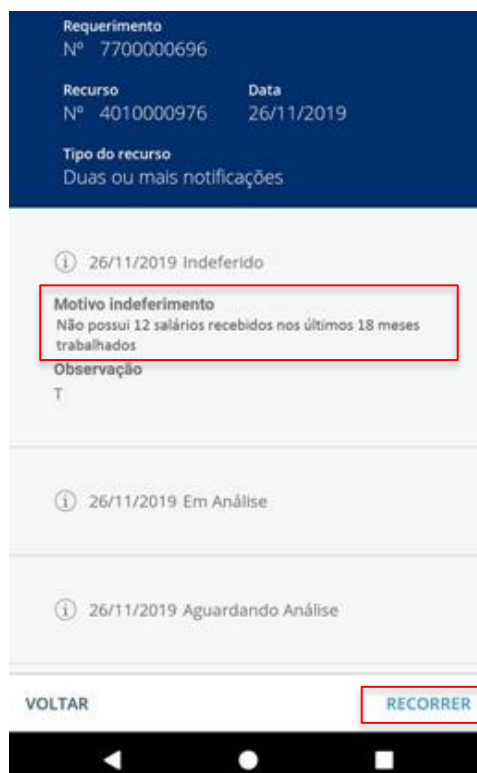 Requerimento
Nº 7700000696
Recurso
Data
Nº 4010000976
26/11/2019
Tipo do recurso
Duas ou mais notificações
26/11/2019 Indeferido
Motivo indeferimento
Não possui 12 salários recebidos nos últimos 18 meses
trabalhados
Observação
T
26/11/2019 Em Análise
26/11/2019 Aguardando Análise
VOLTAR
RECORRER